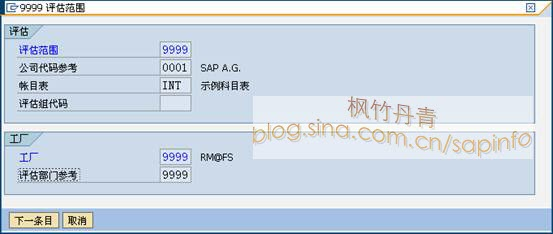 9999 评估范围
评估
评估范围 9999
公司代码参考 0001 SAP A.G.
帐目表 INT 示例科目表
评估组代码
枫竹丹青
blog.sina.com.cn/sapinfo
工厂
工厂 9999 RM@FS
评估部门参考 9999
下一条目 取消